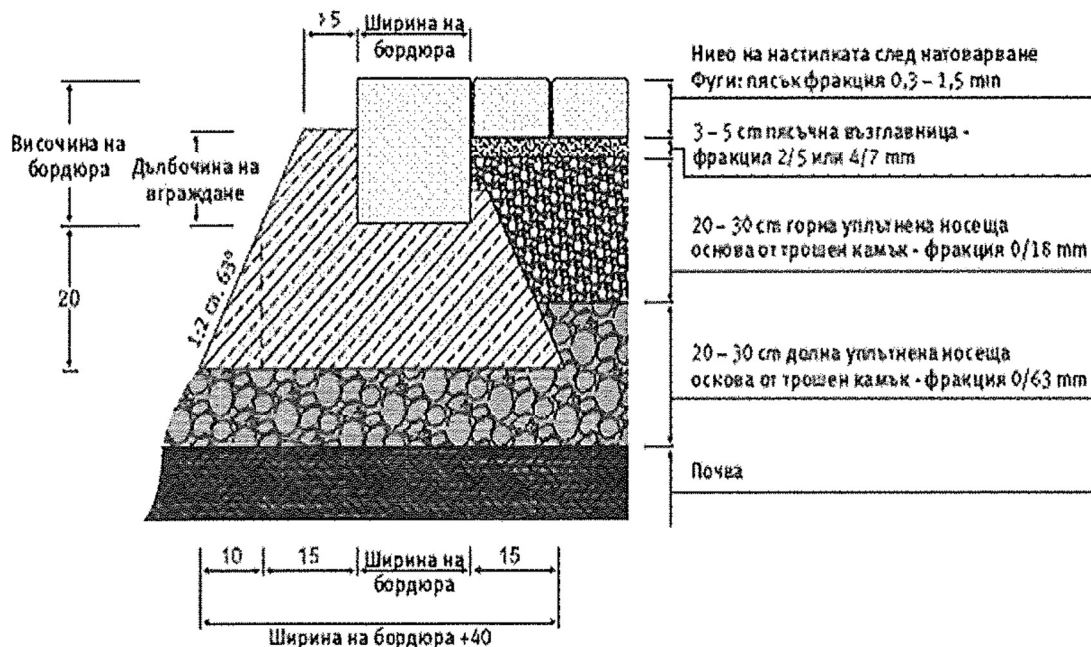 ›5
Ширина на
бордюра
Височина на
бордюра
Дълбочина на
вграждане
20
1:2 сп. 63°
Ниво на настилката след натоварване
Фуги: пясък фракция 0,3 – 1,5 mm
3 – 5 cm пясъчна възглавница -
фракция 2/5 или 4/7 mm
20 – 30 cm горна уплътнена носеща
основа от трошен камък - фракция 0/18 mm
20 – 30 cm долна уплътнена носеща
основа от трошен камък - фракция 0/63 mm
Почва
10
15
Ширина на
бордюра
15
Ширина на бордюра +40